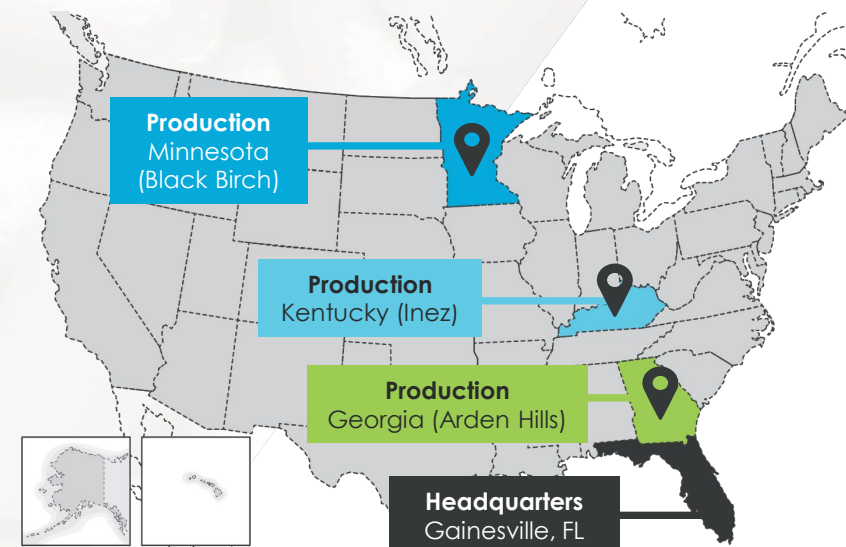 Production
Minnesota
(Black Birch)
Production
Kentucky (Inez)
Production
Georgia (Arden Hills)
Headquarters
Gainesville, FL